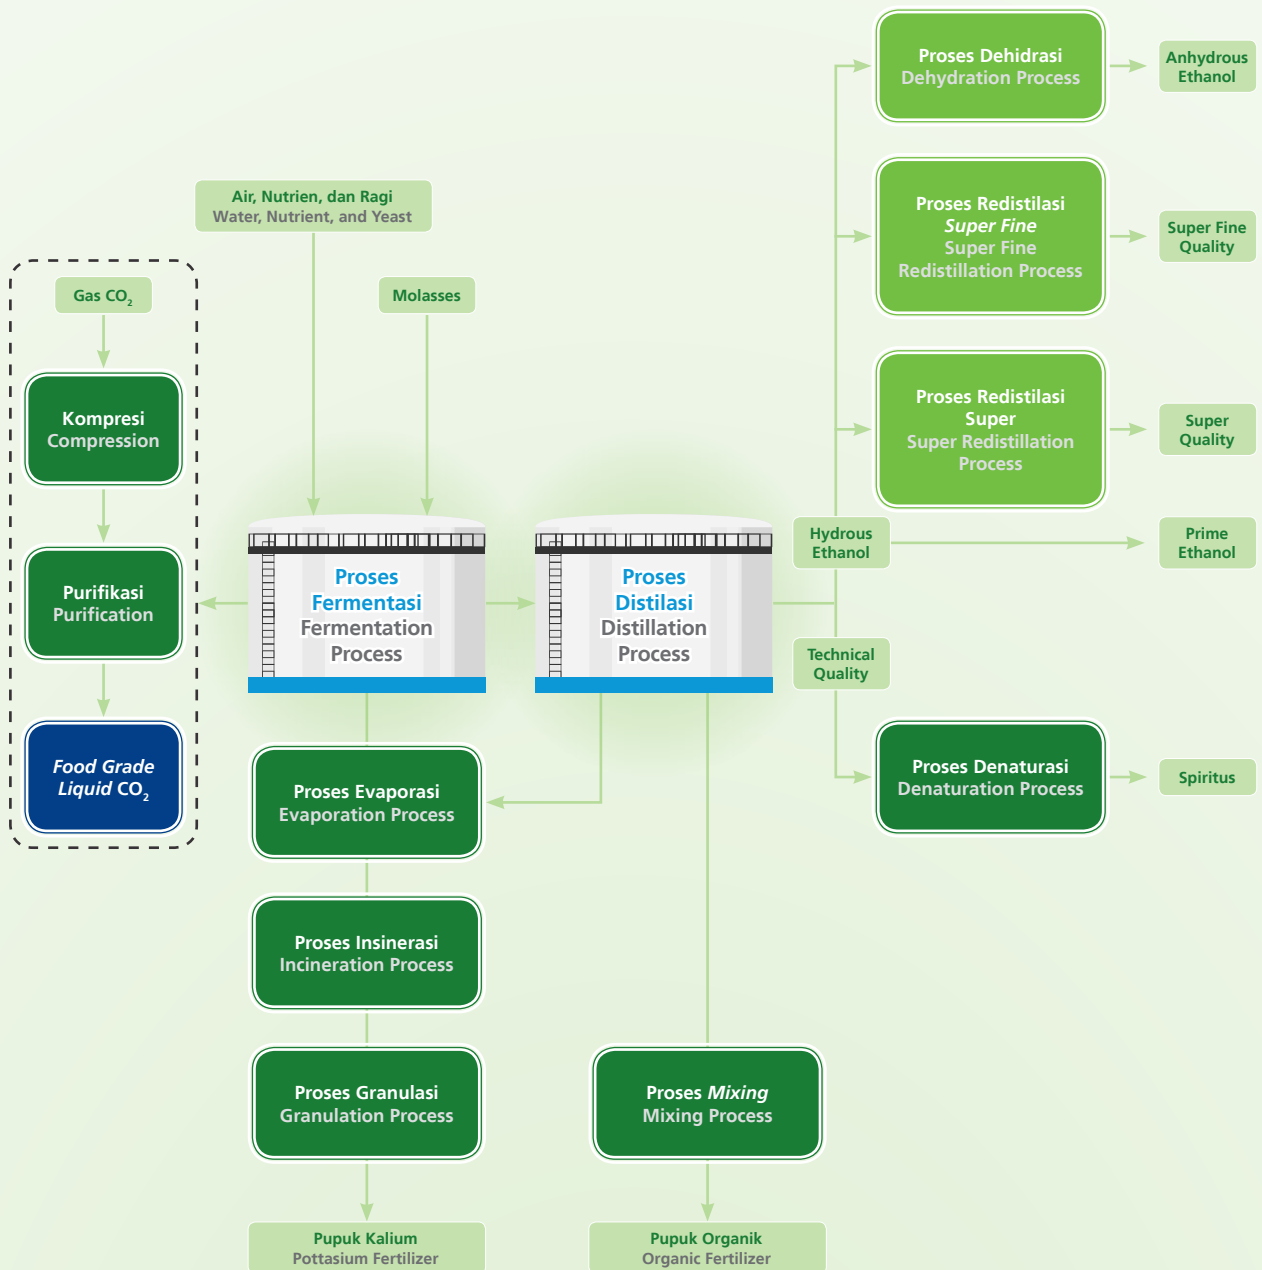 Proses Dehidrasi
Dehydration Process
Anhydrous
Ethanol
Air, Nutrien, dan Ragi
Water, Nutrient, and Yeast
Proses Redistilasi
Super Fine
Super Fine
Redistillation Process
Super Fine
Quality
Gas CO₂
Molasses
Kompresi
Compression
Proses Redistilasi
Super
Super Redistillation
Process
Super
Quality
Hydrous
Ethanol
Prime
Ethanol
Purifikasi
Purification
Proses
Fermentasi
Fermentation
Process
Proses
Distilasi
Distillation
Process
Technical
Quality
Food Grade
Liquid CO₂
Proses Evaporasi
Evaporation Process
Proses Denaturasi
Denaturation Process
Spiritus
Proses Insinerasi
Incineration Process
Proses Granulasi
Granulation Process
Proses Mixing
Mixing Process
Pupuk Kalium
Pottasium Fertilizer
Pupuk Organik
Organic Fertilizer